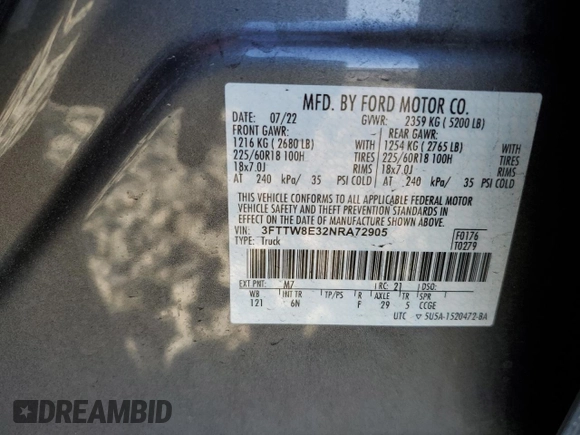 MFD. BY FORD MOTOR CO.
DATE: 07/22 GVWR: 2359 KG ( 5200 LB)
FRONT GAWR: REAR GAWR:
1216 KG ( 2680 LB) WITH 1254 KG ( 2765 LB) WITH
225/60R18 100H TIRES 225/60R18 100H TIRES
18x7.0J RIMS 18x7.0J RIMS
AT 240 kPa/ 35 PSI COLD AT 240 kPa/ 35 PSI COLD
THIS VEHICLE CONFORMS TO ALL APPLICABLE FEDERAL MOTOR
VEHICLE SAFETY AND THEFT PREVENTION STANDARDS IN
EFFECT ON THE DATE OF MANUFACTURE SHOWN ABOVE.
VIN: 3FTTW8E32NRA72905 F0176
TYPE: Truck T0279
EXT PNT: M7 RC: 21 DSO:
WB INT TR TP/PS R AXLE TR SPR
121 6N F 29 5 CCGE
UTC ▽ 5U5A-1520472-BA
DREAMBID